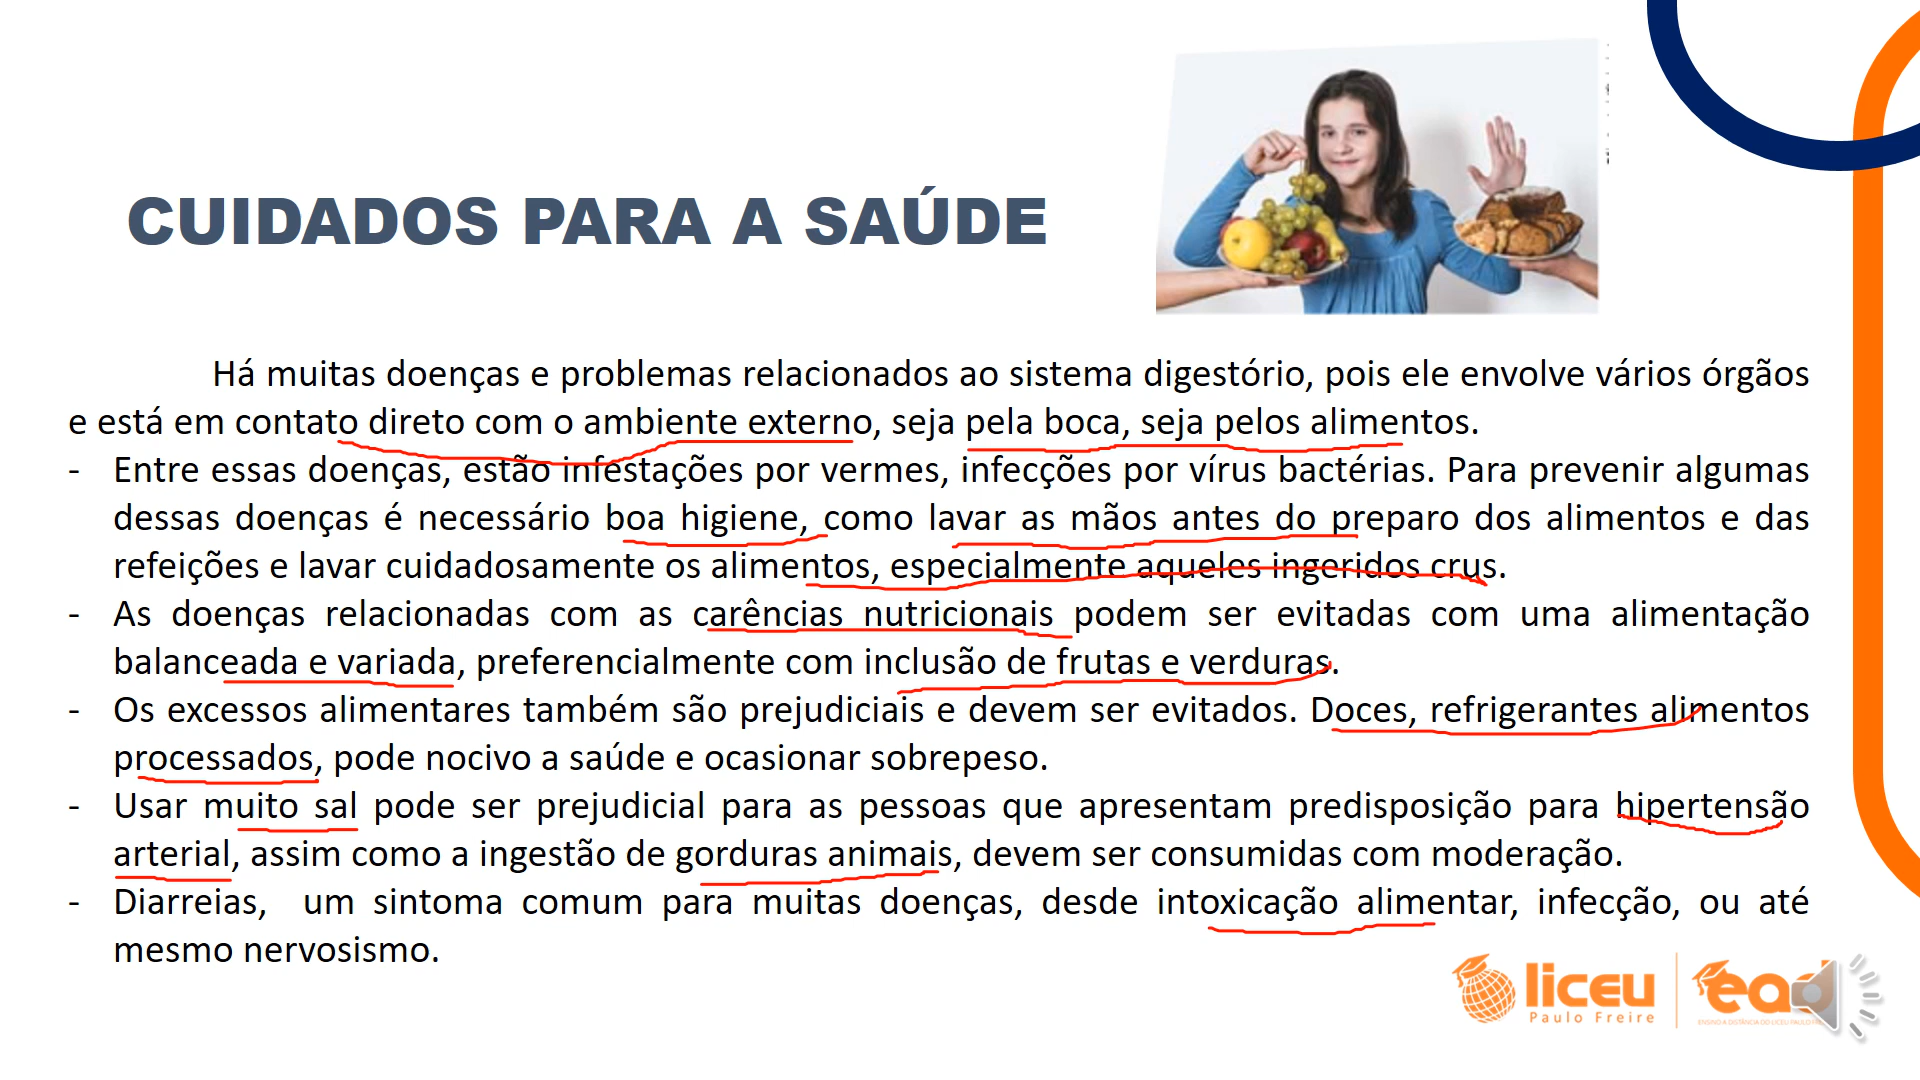 CUIDADOS PARA A SAÚDE
Há muitas doenças e problemas relacionados ao sistema digestório, pois ele envolve vários órgãos
e está em contato direto com o ambiente externo, seja pela boca, seja pelos alimentos.
- Entre essas doenças, estão infestações por vermes, infecções por vírus bactérias. Para prevenir algumas
dessas doenças é necessário boa higiene, como lavar as mãos antes do preparo dos alimentos e das
refeições e lavar cuidadosamente os alimentos, especialmente aqueles ingeridos crus.
- As doenças relacionadas com as carências nutricionais podem ser evitadas com uma alimentação
balanceada e variada, preferencialmente com inclusão de frutas e verduras.
- Os excessos alimentares também são prejudiciais e devem ser evitados. Doces, refrigerantes alimentos
processados, pode nocivo a saúde e ocasionar sobrepeso.
- Usar muito sal pode ser prejudicial para as pessoas que apresentam predisposição para hipertensão
arterial, assim como a ingestão de gorduras animais, devem ser consumidas com moderação.
- Diarreias, um sintoma comum para muitas doenças, desde intoxicação alimentar, infecção, ou até
mesmo nervosismo.
liceu
Paulo Freire
ead
ENSINO A DISTÂNCIA DO LICEU PAULO